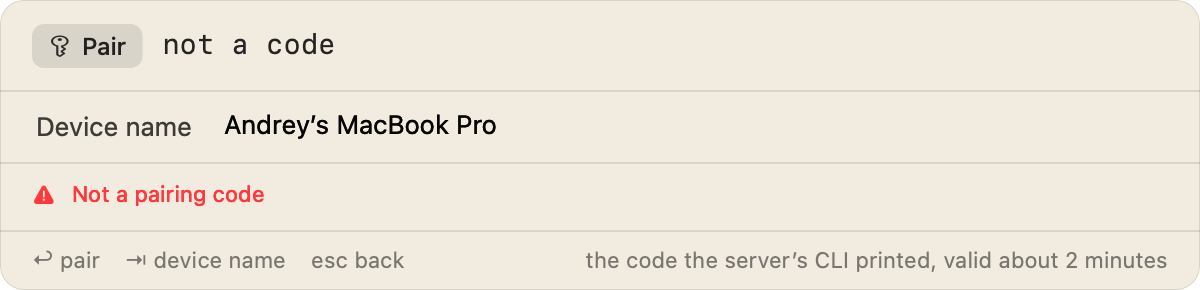 Pair not a code
Device name Andrey’s MacBook Pro
Not a pairing code
↩ pair ⇥ device name esc back the code the server’s CLI printed, valid about 2 minutes